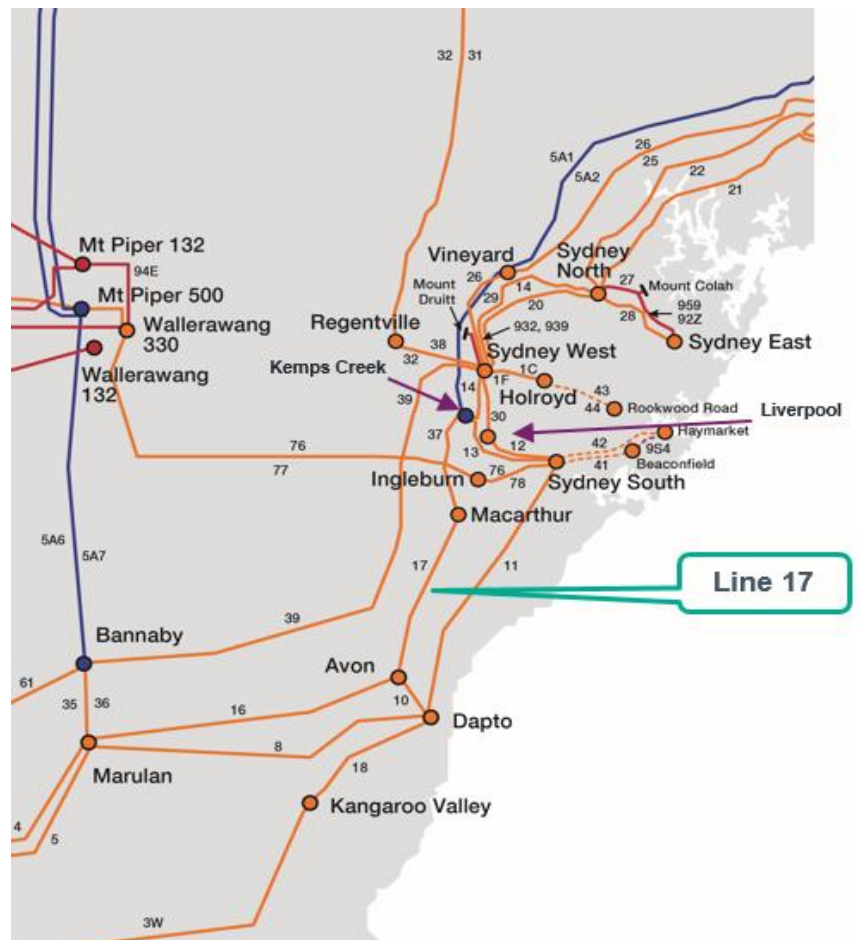 32
31
5A1
5A2
26
25
22
21
Mt Piper 132
94E
Mt Piper 500
Wallerawang
330
Wallerawang
132
Vineyard
Sydney
North
Mount
Druitt
26
29
14
20
27
Mount Colah
959
92Z
28
Sydney East
Regentville
38
32
932, 939
Sydney West
Kemps Creek
39
14
1F
1C
Holroyd
43
44
Rookwood Road
Liverpool
37
30
13
12
42
41
Haymarket
9S4
Beaconfield
76
77
Ingleburn
76
78
Sydney South
Macarthur
17
11
Line 17
5A6
5A7
39
Bannaby
61
35
36
16
Avon
10
Dapto
8
Marulan
18
Kangaroo Valley
4
5
3W